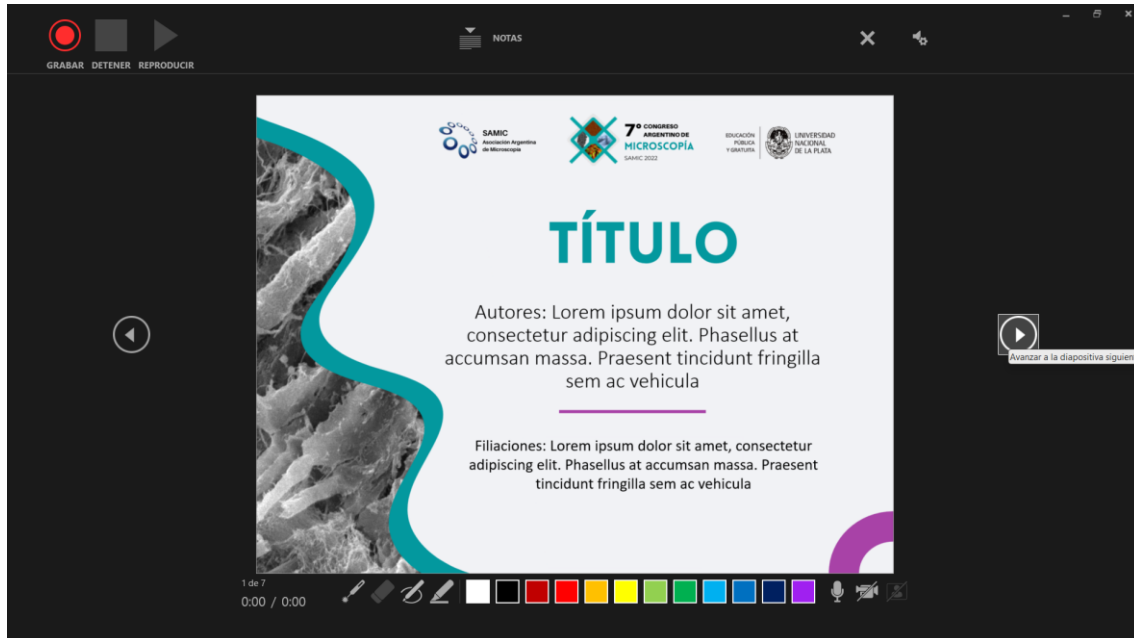 GRABAR DETENER REPRODUCIR
NOTAS
SAMIC
Asociación Argentina
de Microscopía
7º CONGRESO
ARGENTINO DE
MICROSCOPÍA
SAMIC 2022
EDUCACIÓN
PÚBLICA
Y GRATUITA
UNIVERSIDAD
NACIONAL
DE LA PLATA
TÍTULO
Autores: Lorem ipsum dolor sit amet,
consectetur adipiscing elit. Phasellus at
accumsan massa. Praesent tincidunt fringilla
sem ac vehicula
Filiaciones: Lorem ipsum dolor sit amet, consectetur
adipiscing elit. Phasellus at accumsan massa. Praesent
tincidunt fringilla sem ac vehicula
Avanzar a la diapositiva siguien
1 de 7
0:00 / 0:00